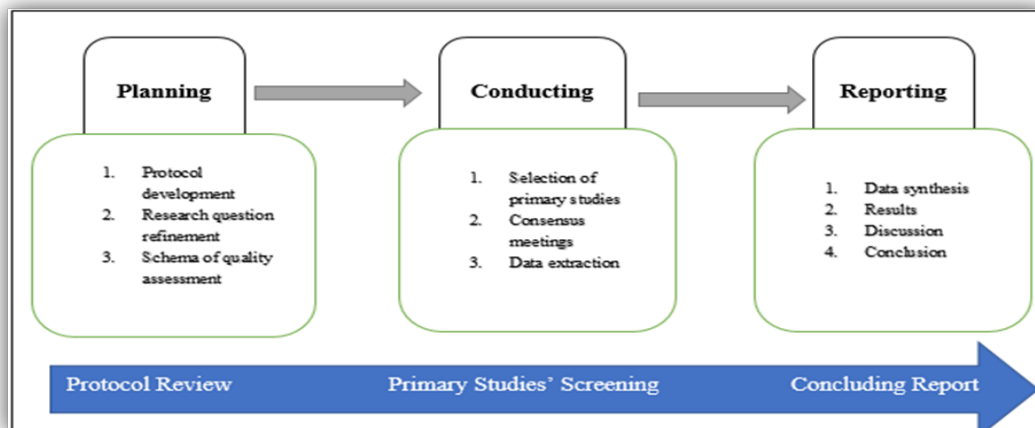 Planning
Conducting
Reporting
1. Protocol
development
2. Research question
refinement
3. Schema of quality
assessment
1. Selection of
primary studies
2. Consensus
meetings
3. Data extraction
1. Data synthesis
2. Results
3. Discussion
4. Conclusion
Protocol Review
Primary Studies’ Screening
Concluding Report